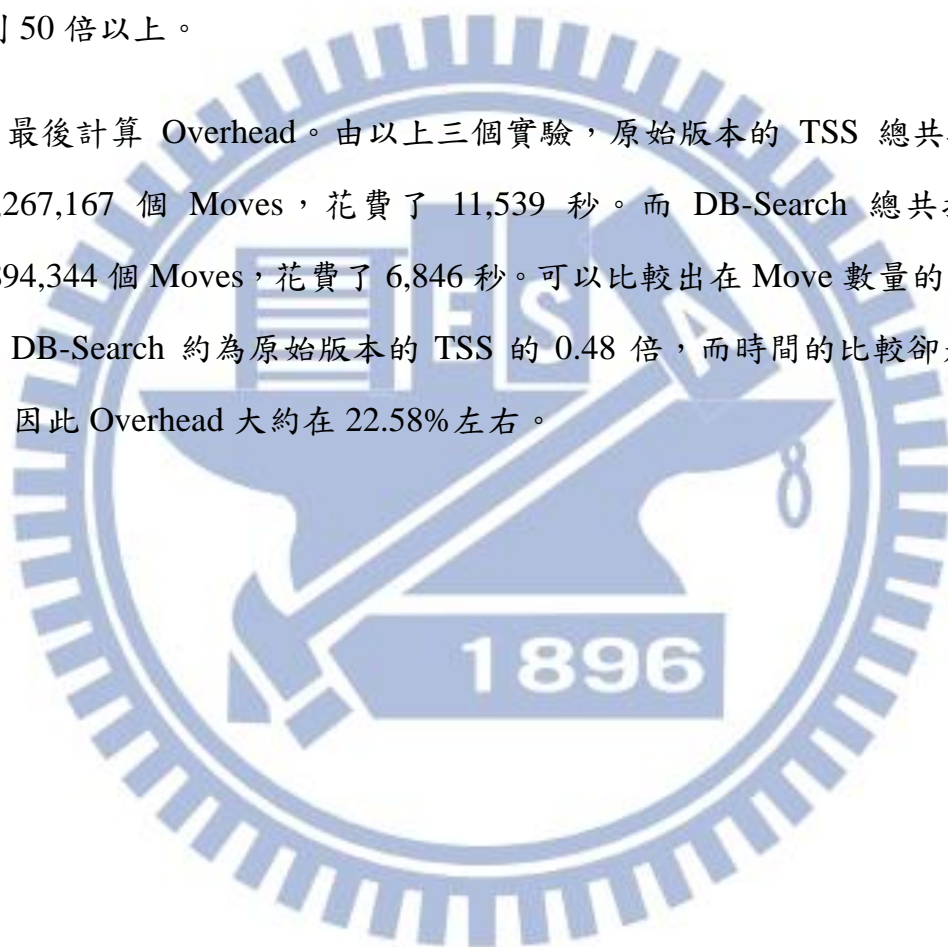 50 倍以上。
最後計算 Overhead。由以上三個實驗,原始版本的 TSS 總共
,267,167 個 Moves,花費了 11,539 秒。而 DB-Search 總共
394,344 個 Moves,花費了 6,846 秒。可以比較出在 Move 數量的
DB-Search 約為原始版本的 TSS 的 0.48 倍,而時間的比較卻
因此 Overhead 大約在 22.58%左右。
E S A
1896